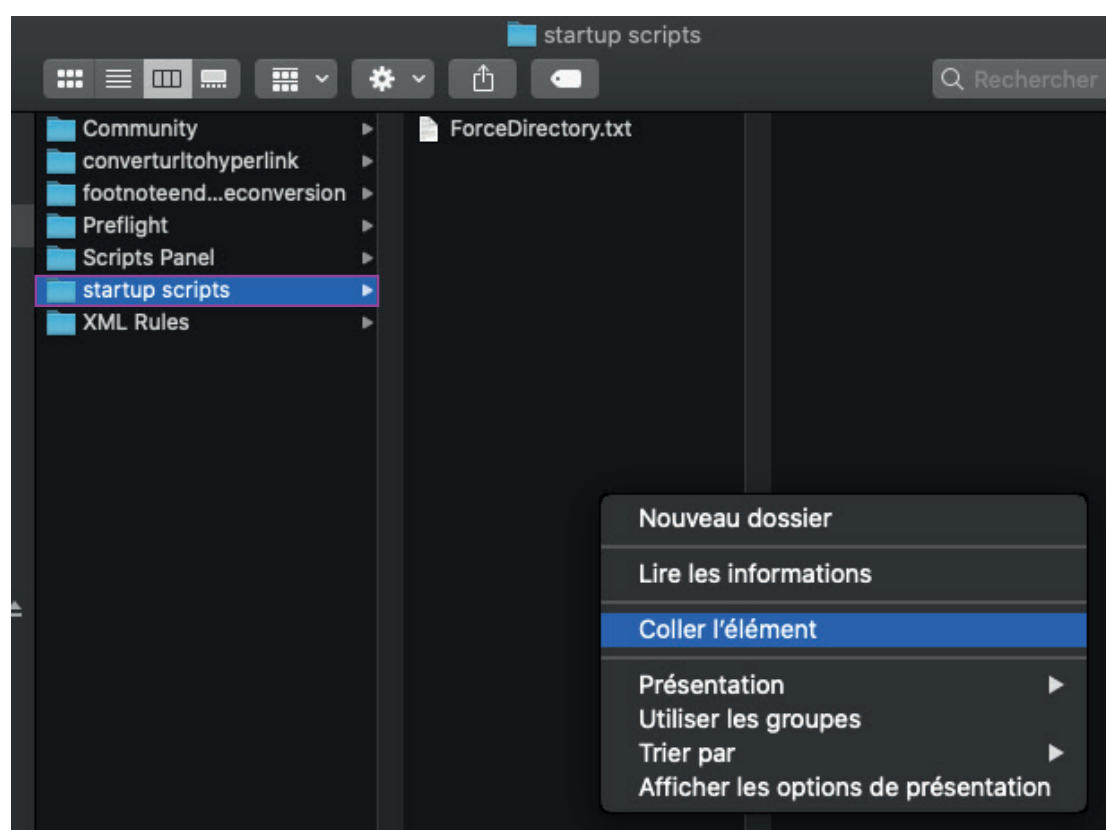 startup scripts
Rechercher
Community
converturltohyperlink
footnoteend...econversion
Preflight
Scripts Panel
startup scripts
XML Rules
ForceDirectory.txt
Nouveau dossier
Lire les informations
Coller l’élément
Présentation
Utiliser les groupes
Trier par
Afficher les options de présentation